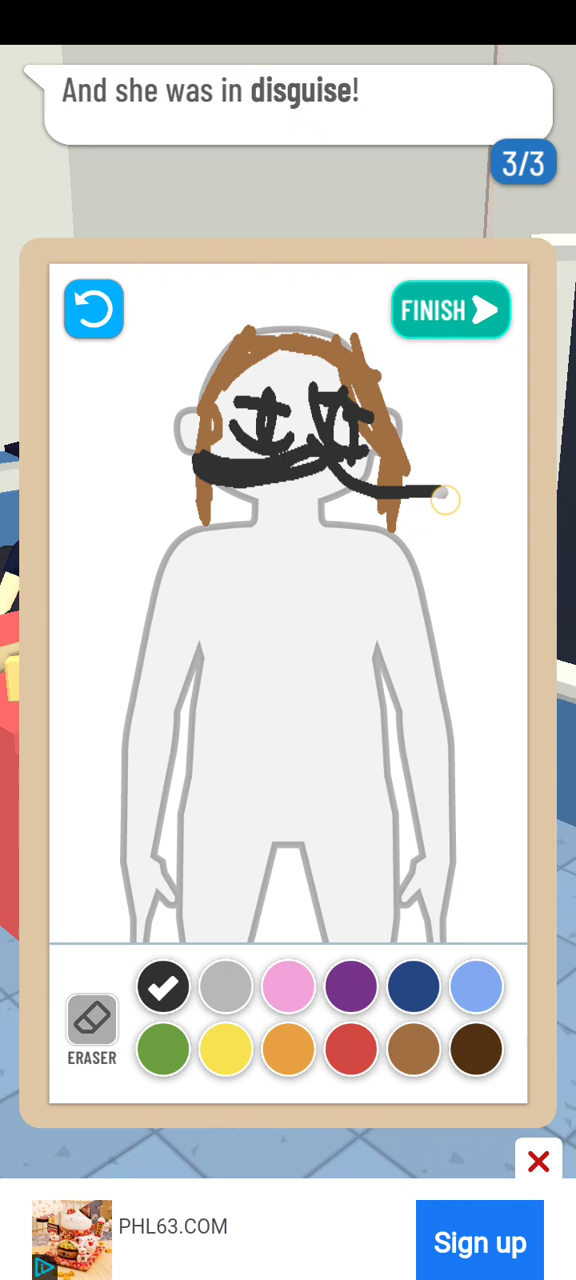 And she was in disguise!
3/3
FINISH
ERASER
PHL63.COM
Sign up